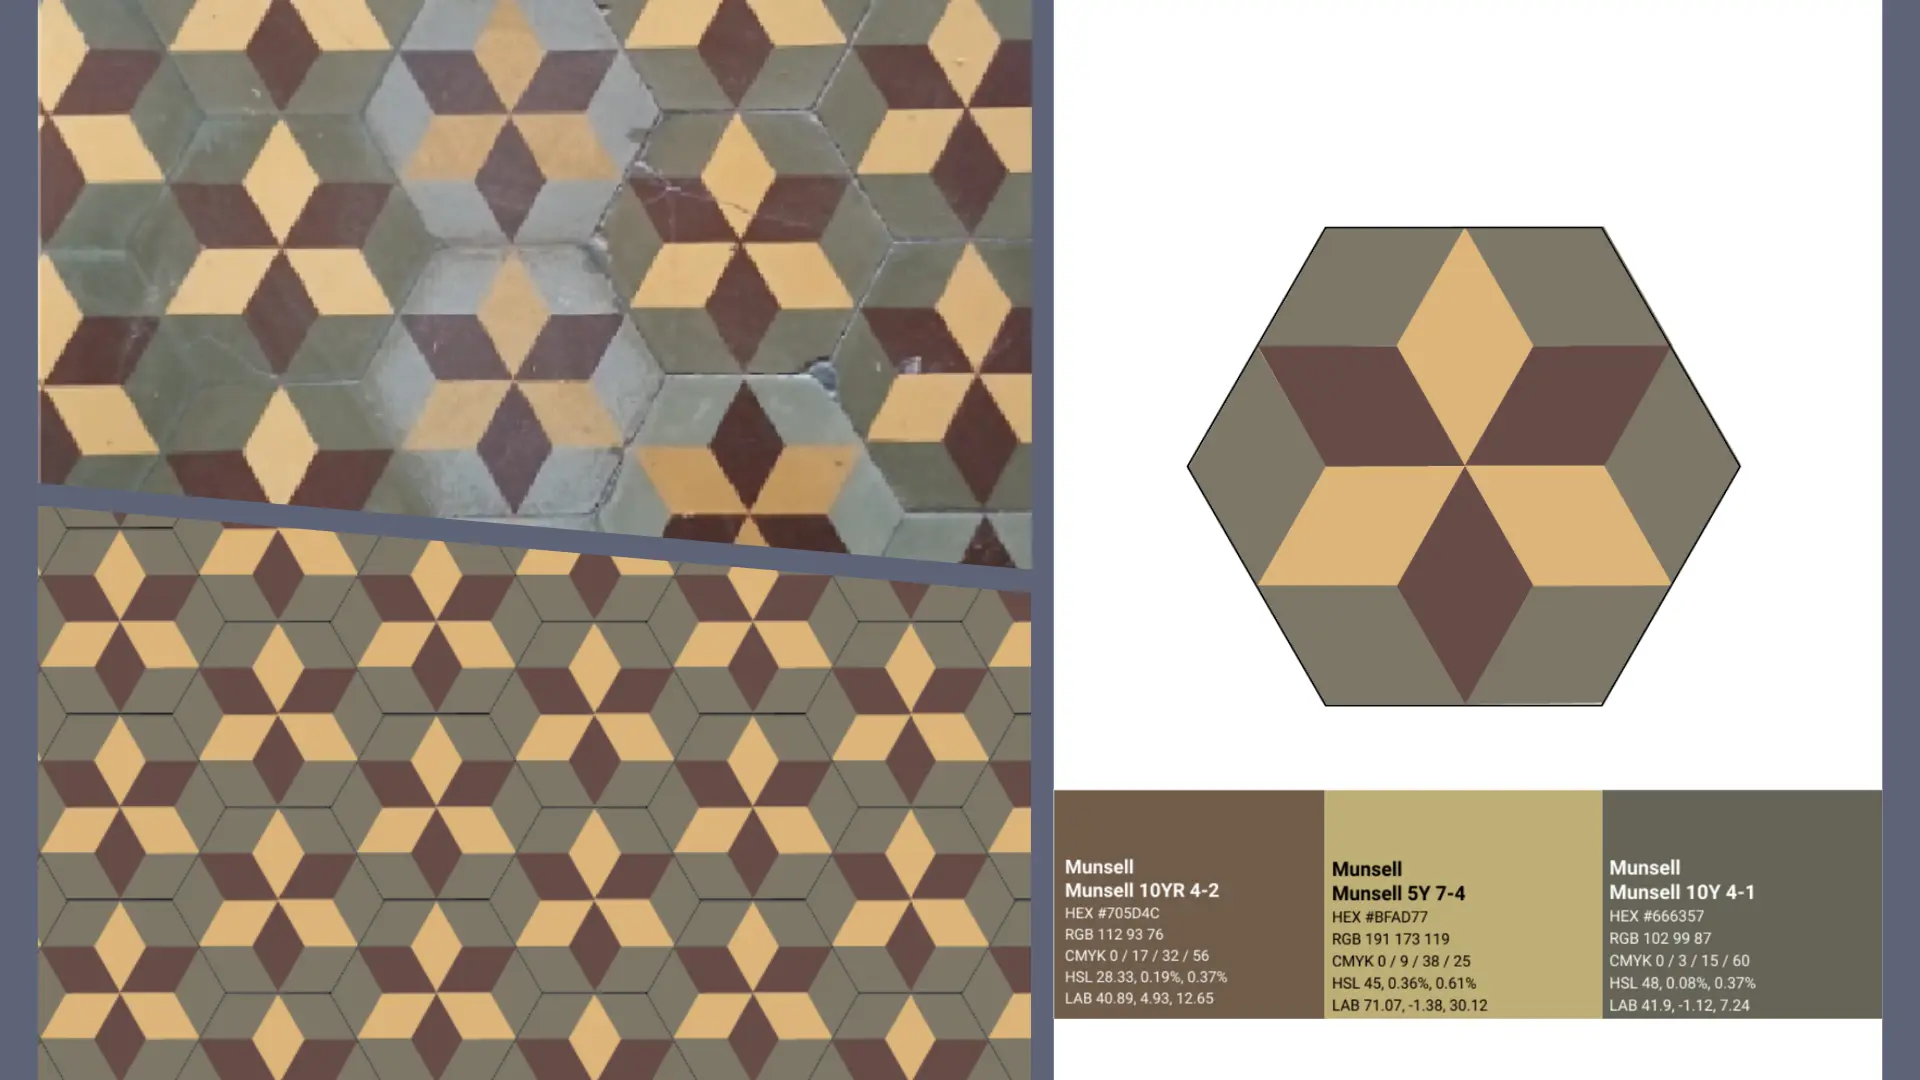 Munsell
Munsell 10YR 4-2
HEX #705D4C
RGB 112 93 76
CMYK 0 / 17 / 32 / 56
HSL 28.33, 0.19%, 0.37%
LAB 40.89, 4.93, 12.65
Munsell
Munsell 5Y 7-4
HEX #BFAD77
RGB 191 173 119
CMYK 0 / 9 / 38 / 25
HSL 45, 0.36%, 0.61%
LAB 71.07, -1.38, 30.12
Munsell
Munsell 10Y 4-1
HEX #666357
RGB 102 99 87
CMYK 0 / 3 / 15 / 60
HSL 48, 0.08%, 0.37%
LAB 41.9, -1.12, 7.24